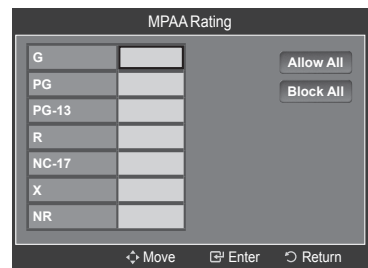 MPAA Rating
G
Allow All
PG
Block All
PG-13
R
NC-17
X
NR
Move Enter Return